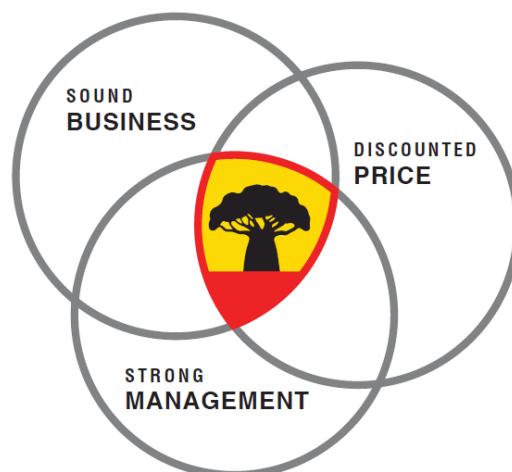 SOUND
BUSINESS
DISCOUNTED
PRICE
STRONG
MANAGEMENT